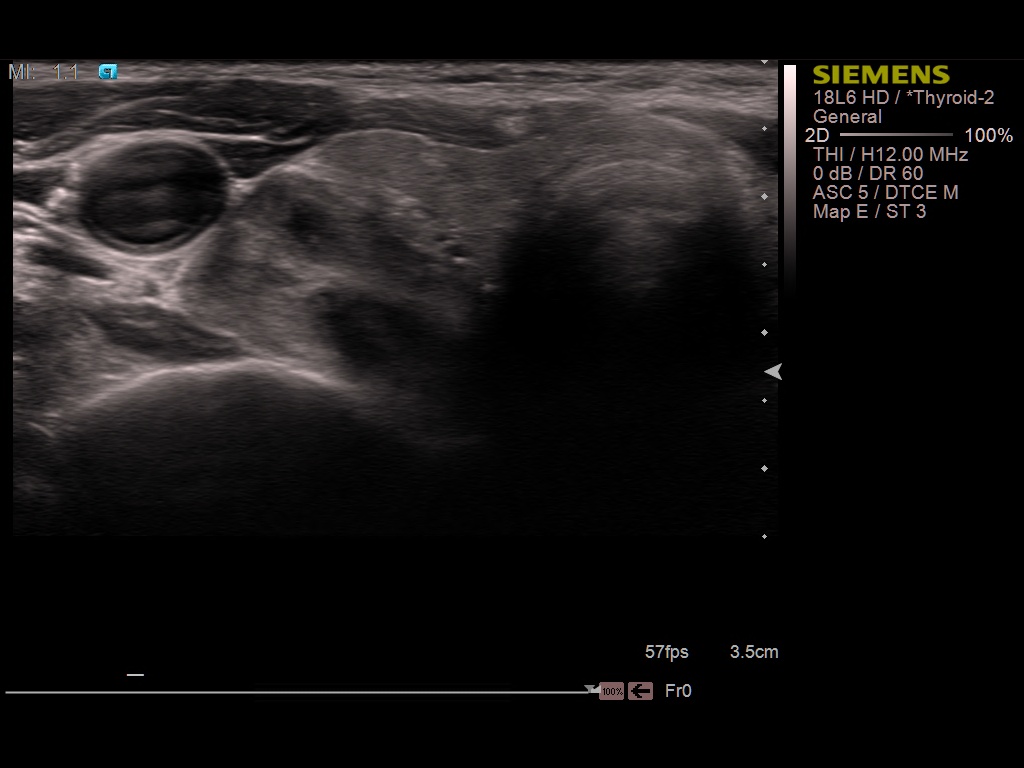 MI: 1.1
SIEMENS
18L6 HD / *Thyroid-2
General
2D 100%
THI / H12.00 MHz
0 dB / DR 60
ASC 5 / DTCE M
Map E / ST 3
57fps 3.5cm
100% Fr0